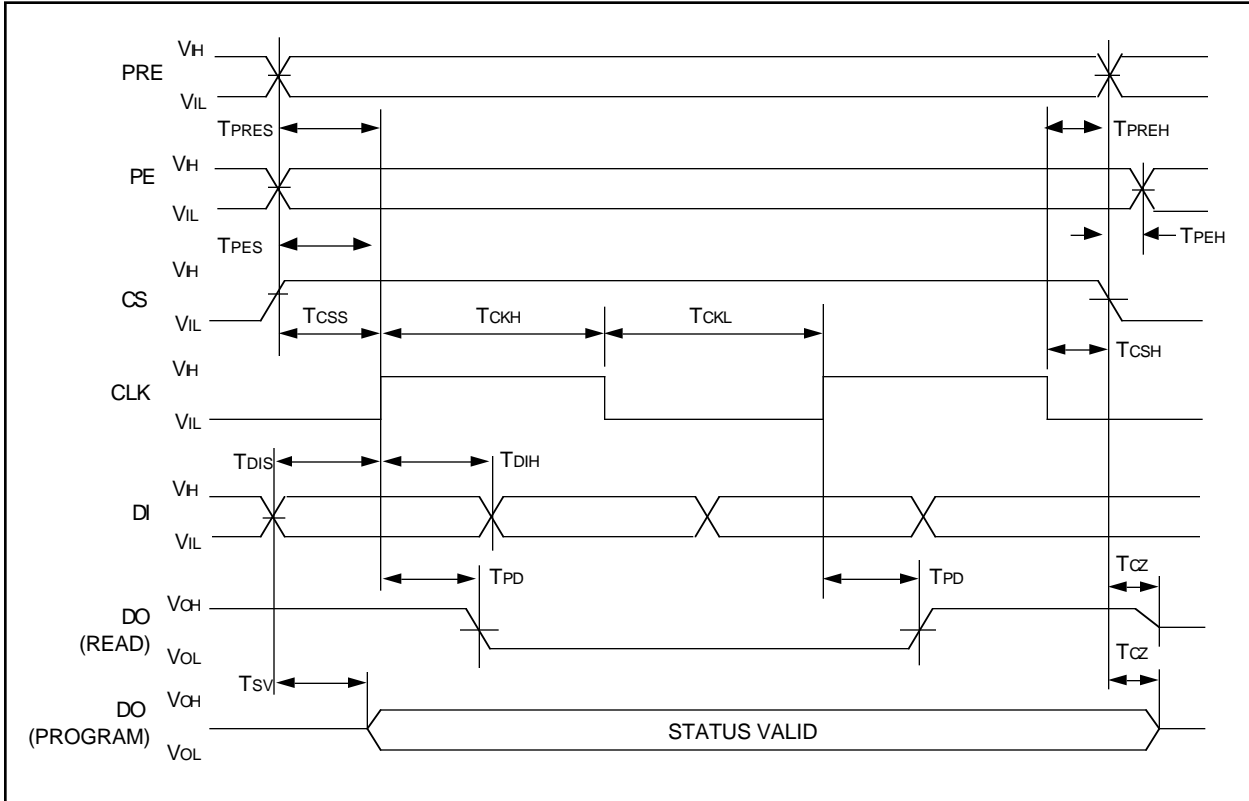 VIH
PRE
VIL
TPRES
TPREH
VIH
PE
VIL
TPES
TPEH
VIH
CS
VIL
TCSS
TCKH
TCKL
TCSH
VIH
CLK
VIL
TDIS
TDIH
VIH
DI
VIL
TPD
TPD
TCZ
VOH
DO
(READ)
VOL
TCZ
TSV
VOH
DO
(PROGRAM)
STATUS VALID
VOL